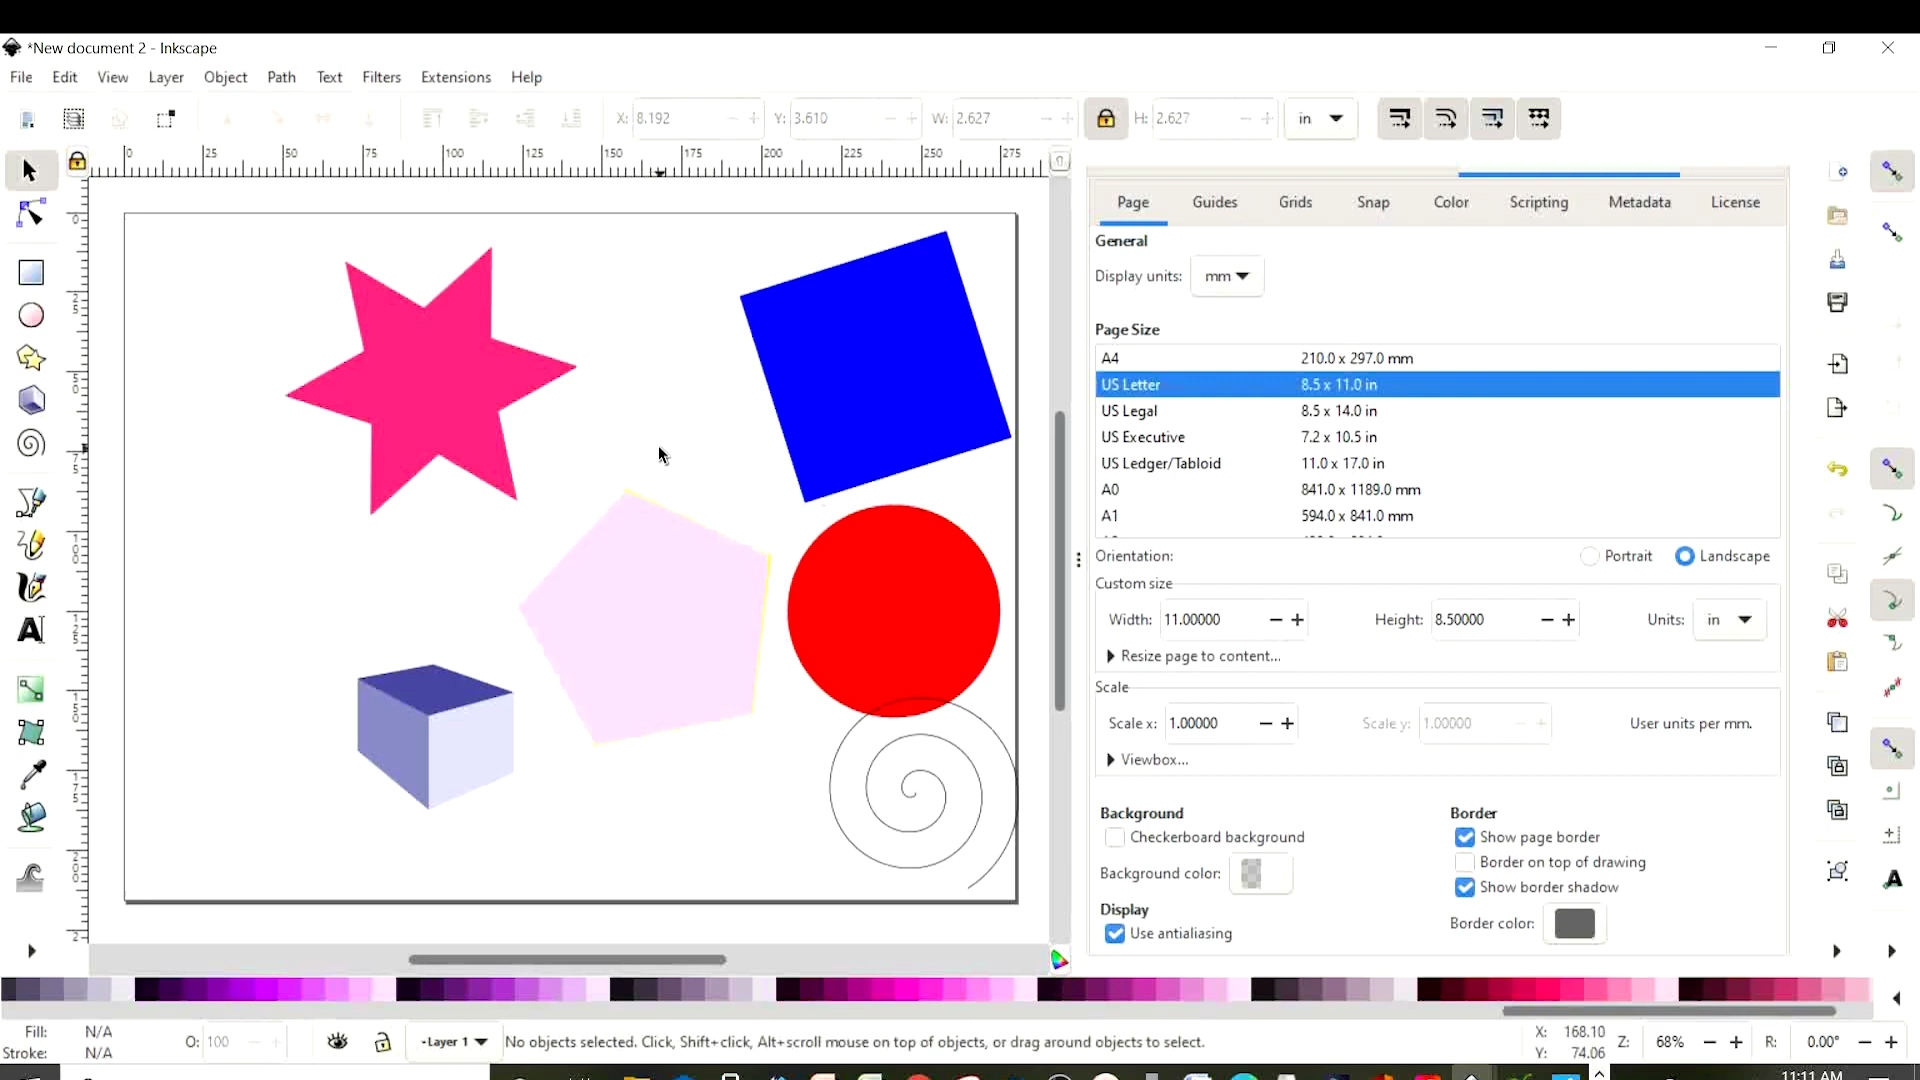 *New document 2 - Inkscape
File Edit View Layer Object Path Text Filters Extensions Help
X: 8.192 Y: 3.610 W: 2.627 H: 2.627 in
0 25 50 75 100 125 150 175 200 225 250 275
Page Guides Grids Snap Color Scripting Metadata License
General
Display units: mm
Page Size
A4 210.0 x 297.0 mm
US Letter 8.5 x 11.0 in
US Legal 8.5 x 14.0 in
US Executive 7.2 x 10.5 in
US Ledger/Tabloid 11.0 x 17.0 in
A0 841.0 x 1189.0 mm
A1 594.0 x 841.0 mm
Orientation: Portrait Landscape
Custom size
Width: 11.00000 Height: 8.50000 Units: in
Resize page to content...
Scale
Scale x: 1.00000 Scale y: 1.00000 User units per mm.
Viewbox...
Background Border
Checkerboard background Show page border
Border on top of drawing
Background color: Show border shadow
Display
Border color:
Use antialiasing
Fill: N/A
Stroke: N/A
O: 100
-Layer 1
No objects selected. Click, Shift+click, Alt+scroll mouse on top of objects, or drag around objects to select.
X: 168.10
Y: 74.06
Z: 68% R: 0.00°
11:11 AM